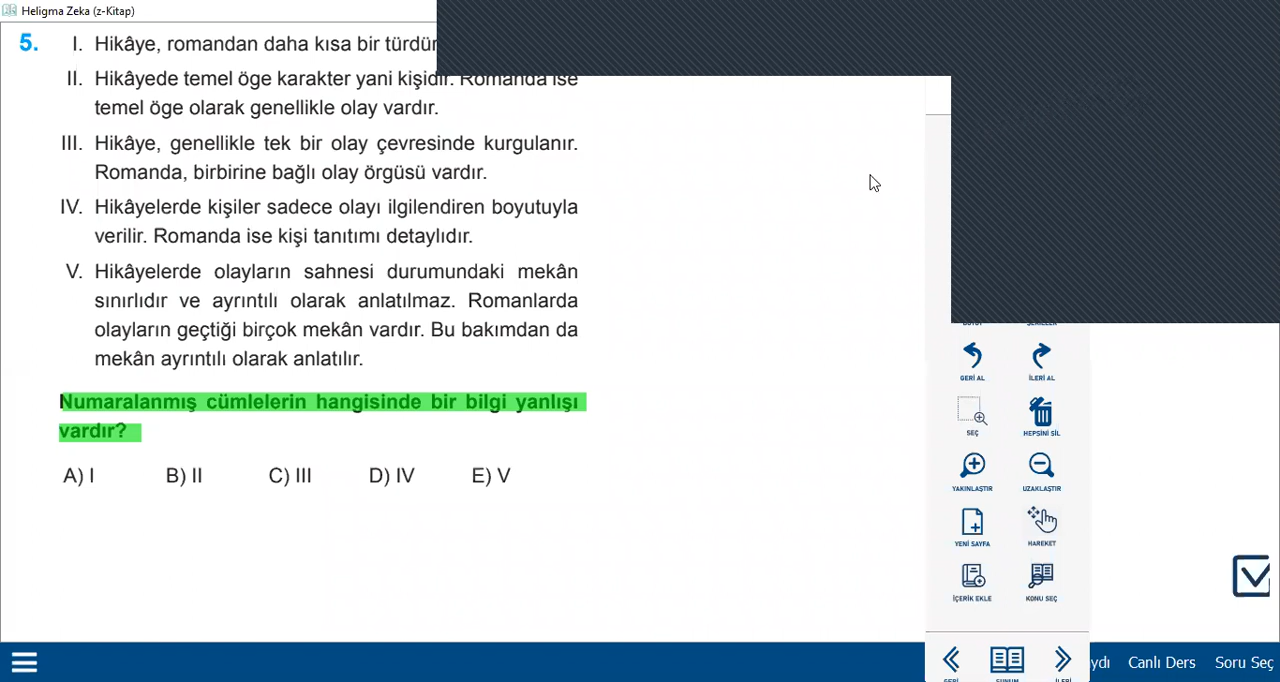 Heligma Zeka (z-Kitap)
5. I. Hikâye, romandan daha kısa bir türdür
II. Hikâyede temel öge karakter yani kişidir. Romanda ise
temel öge olarak genellikle olay vardır.
III. Hikâye, genellikle tek bir olay çevresinde kurgulanır.
Romanda, birbirine bağlı olay örgüsü vardır.
IV. Hikâyelerde kişiler sadece olayı ilgilendiren boyutuyla
verilir. Romanda ise kişi tanıtımı detaylıdır.
V. Hikâyelerde olayların sahnesi durumundaki mekân
sınırlıdır ve ayrıntılı olarak anlatılmaz. Romanlarda
olayların geçtiği birçok mekân vardır. Bu bakımdan da
mekân ayrıntılı olarak anlatılır.
Numaralanmış cümlelerin hangisinde bir bilgi yanlışı
vardır?
A) I B) II C) III D) IV E) V
GERİ AL İLERİ AL
SEÇ HEPSİNİ SİL
YAKINLAŞTIR UZAKLAŞTIR
YENİ SAYFA HAREKET
İÇERİK EKLE KONU SEÇ
GERİ SUNUM İLERİ
Canlı Ders Soru Seç